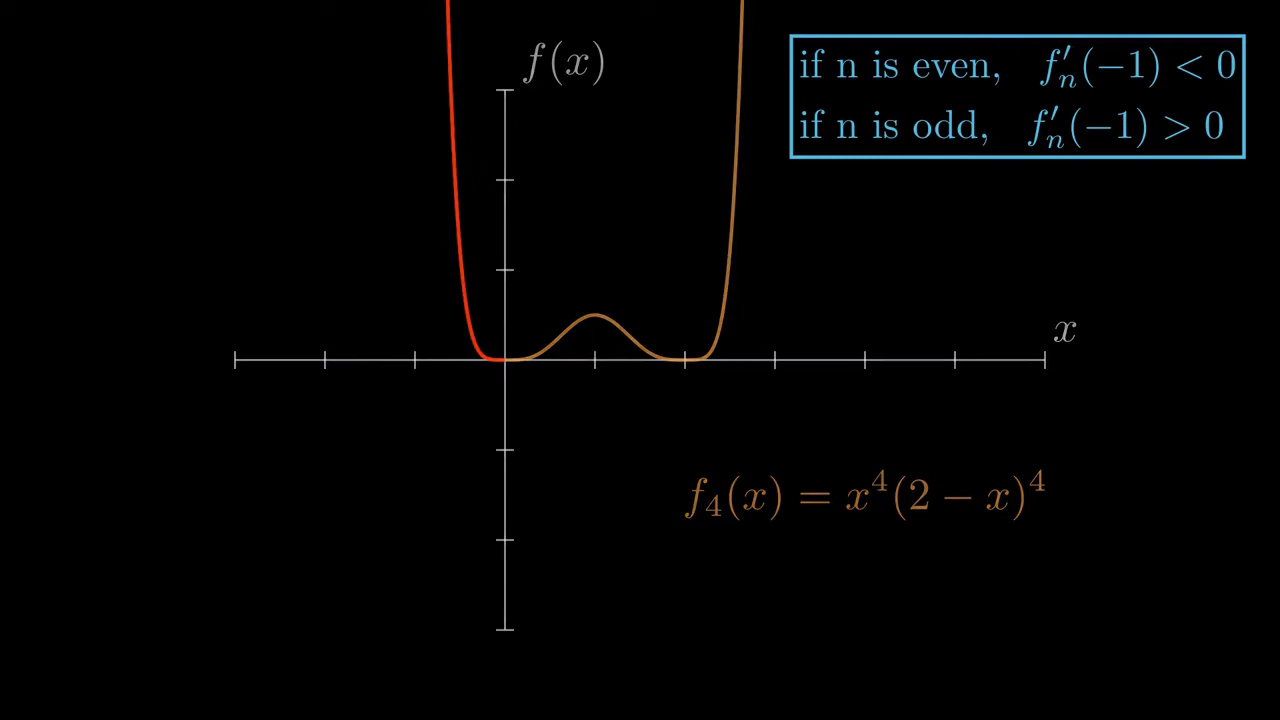 f(x)
if n is even, f′ₙ(−1) < 0
if n is odd, f′ₙ(−1) > 0
x
f₄(x) = x⁴(2 − x)⁴